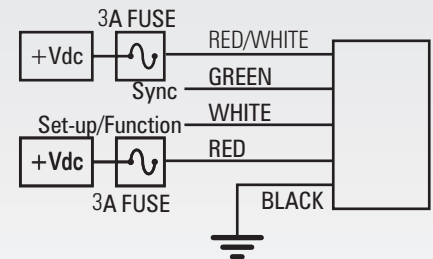 3A FUSE
+Vdc
RED/WHITE
Sync
GREEN
Set-up/Function
WHITE
+Vdc
RED
3A FUSE
BLACK